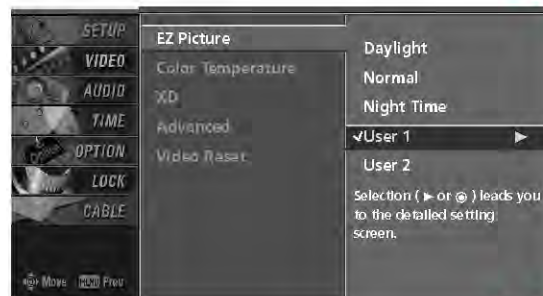 SETUP
VIDEO
AUDIO
TIME
OPTION
LOCK
CABLE
Move MENU Prev
EZ Picture
Color Temperature
XD
Advanced
Video Reset
Daylight
Normal
Night Time
✔User 1 ▶
User 2
Selection ( ▶ or ◉ ) leads you
to the detailed setting
screen.